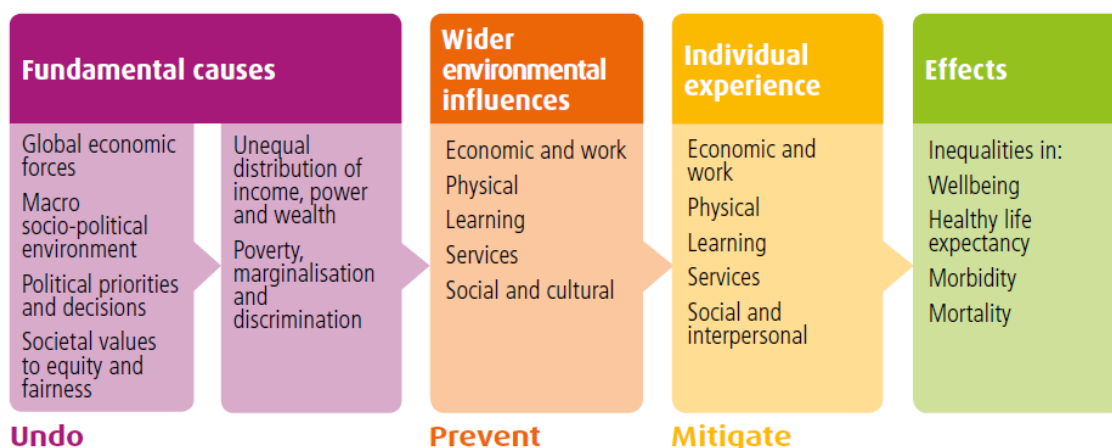 Fundamental causes
Global economic
forces
Macro
socio-political
environment
Political priorities
and decisions
Societal values
to equity and
fairness
Unequal
distribution of
income, power
and wealth
Poverty,
marginalisation
and
discrimination
Undo
Wider
environmental
influences
Economic and work
Physical
Learning
Services
Social and cultural
Prevent
Individual
experience
Economic and
work
Physical
Learning
Services
Social and
interpersonal
Mitigate
Effects
Inequalities in:
Wellbeing
Healthy life
expectancy
Morbidity
Mortality